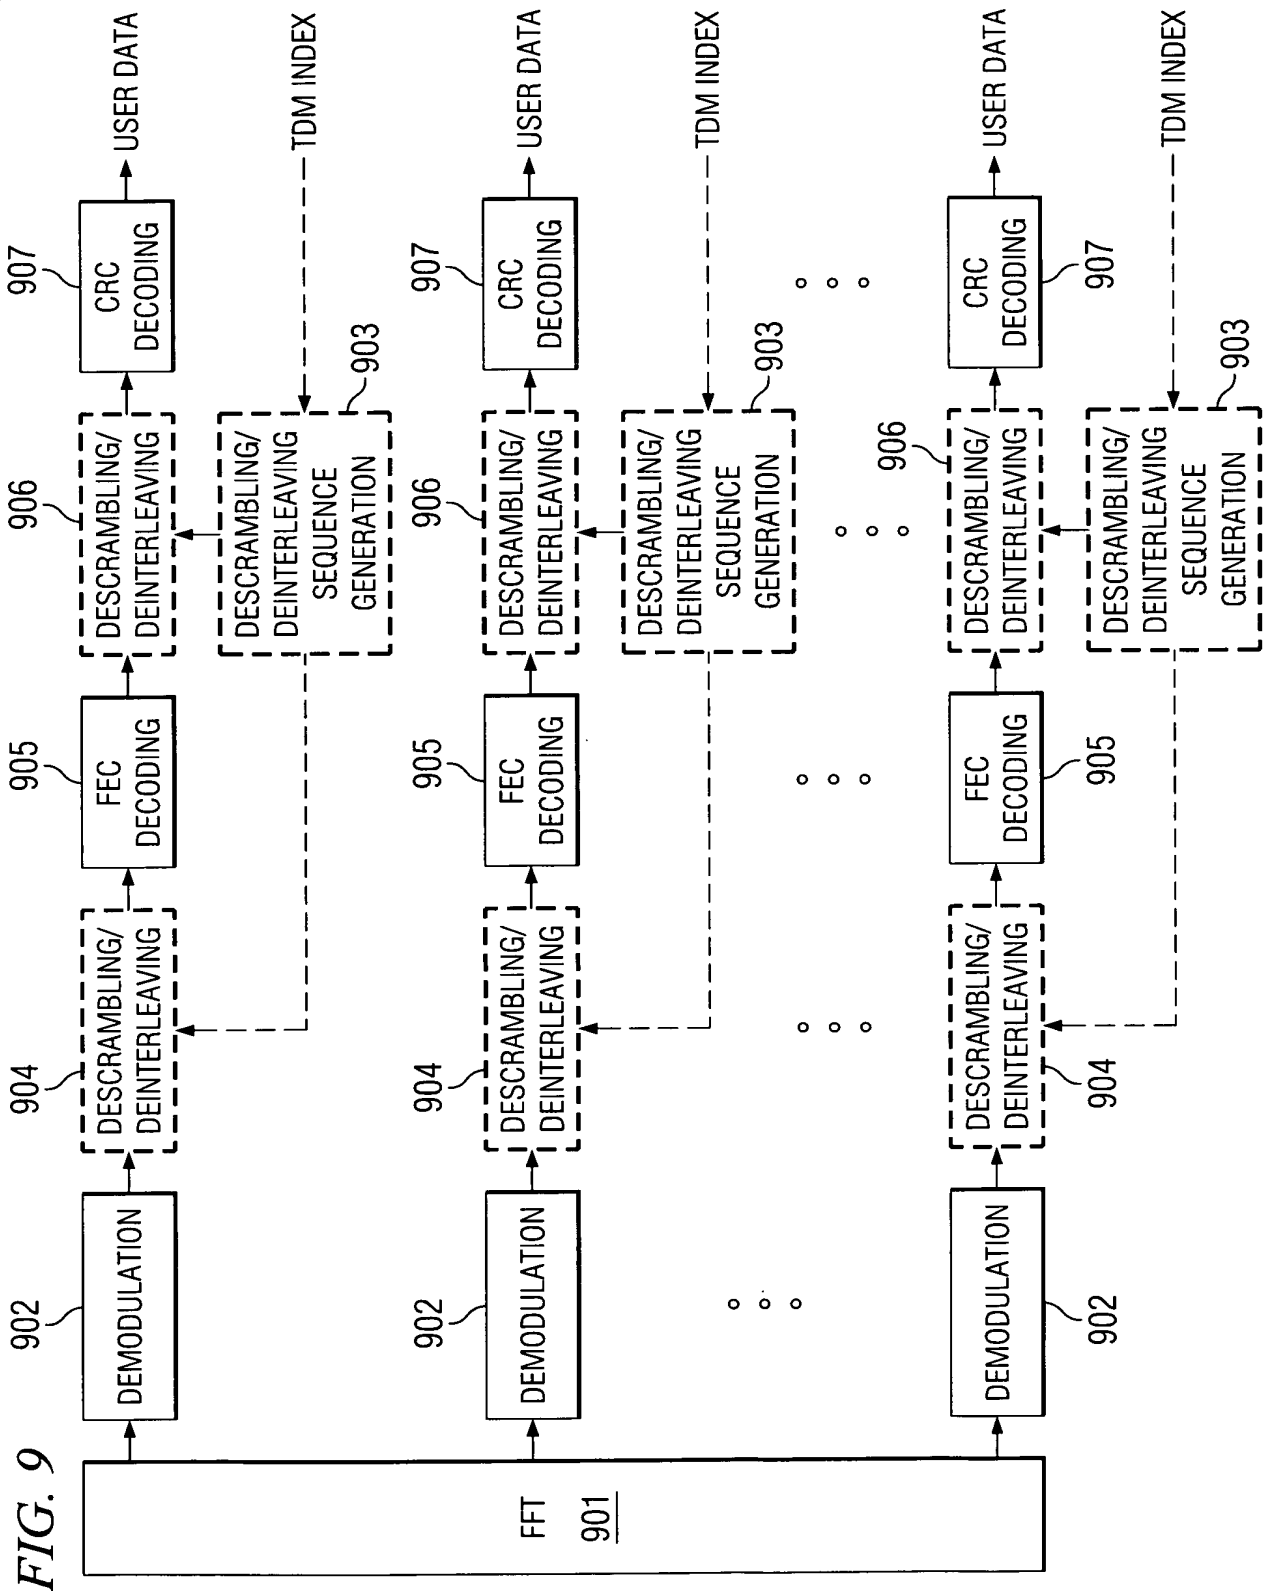 FIG. 9
FFT
901
902
DEMODULATION
904
DESCRAMBLING/
DEINTERLEAVING
905
FEC
DECODING
906
DESCRAMBLING/
DEINTERLEAVING
907
CRC
DECODING
USER DATA
DESCRAMBLING/
DEINTERLEAVING
SEQUENCE
GENERATION
903
TDM INDEX
902
DEMODULATION
904
DESCRAMBLING/
DEINTERLEAVING
905
FEC
DECODING
906
DESCRAMBLING/
DEINTERLEAVING
907
CRC
DECODING
USER DATA
DESCRAMBLING/
DEINTERLEAVING
SEQUENCE
GENERATION
903
TDM INDEX
DEMODULATION
902
DESCRAMBLING/
DEINTERLEAVING
904
FEC
DECODING
905
906
DESCRAMBLING/
DEINTERLEAVING
CRC
DECODING
907
USER DATA
DESCRAMBLING/
DEINTERLEAVING
SEQUENCE
GENERATION
903
TDM INDEX